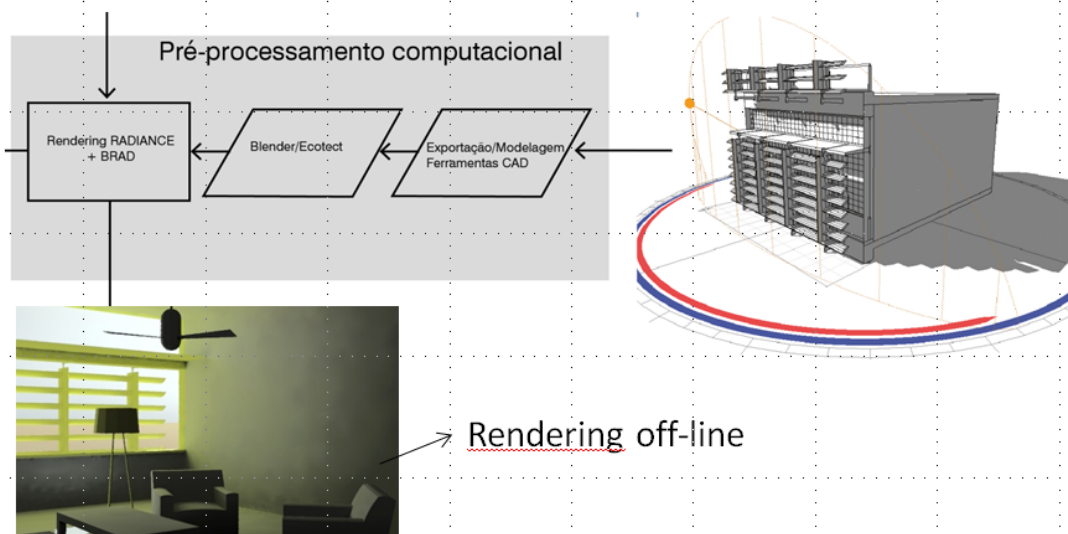 Pré-processamento computacional
Rendering RADIANCE
+ BRAD
Blender/Ecotect
Exportação/Modelagem
Ferramentas CAD
Rendering off-line